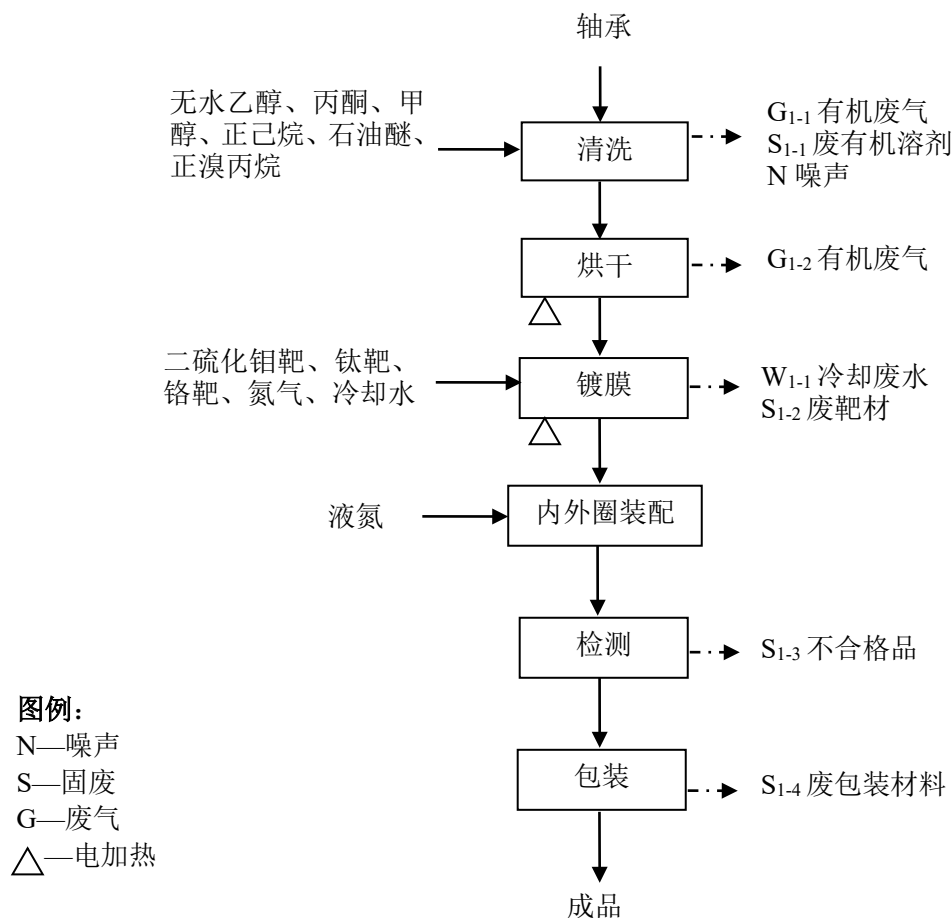 轴承
无水乙醇、丙酮、甲
醇、正己烷、石油醚、
正溴丙烷
清洗
G1-1 有机废气
S1-1 废有机溶剂
N 噪声
烘干
G1-2 有机废气
二硫化钼靶、钛靶、
铬靶、氮气、冷却水
镀膜
W1-1 冷却废水
S1-2 废靶材
液氮
内外圈装配
检测
S1-3 不合格品
包装
S1-4 废包装材料
成品
图例：
N—噪声
S—固废
G—废气
△—电加热